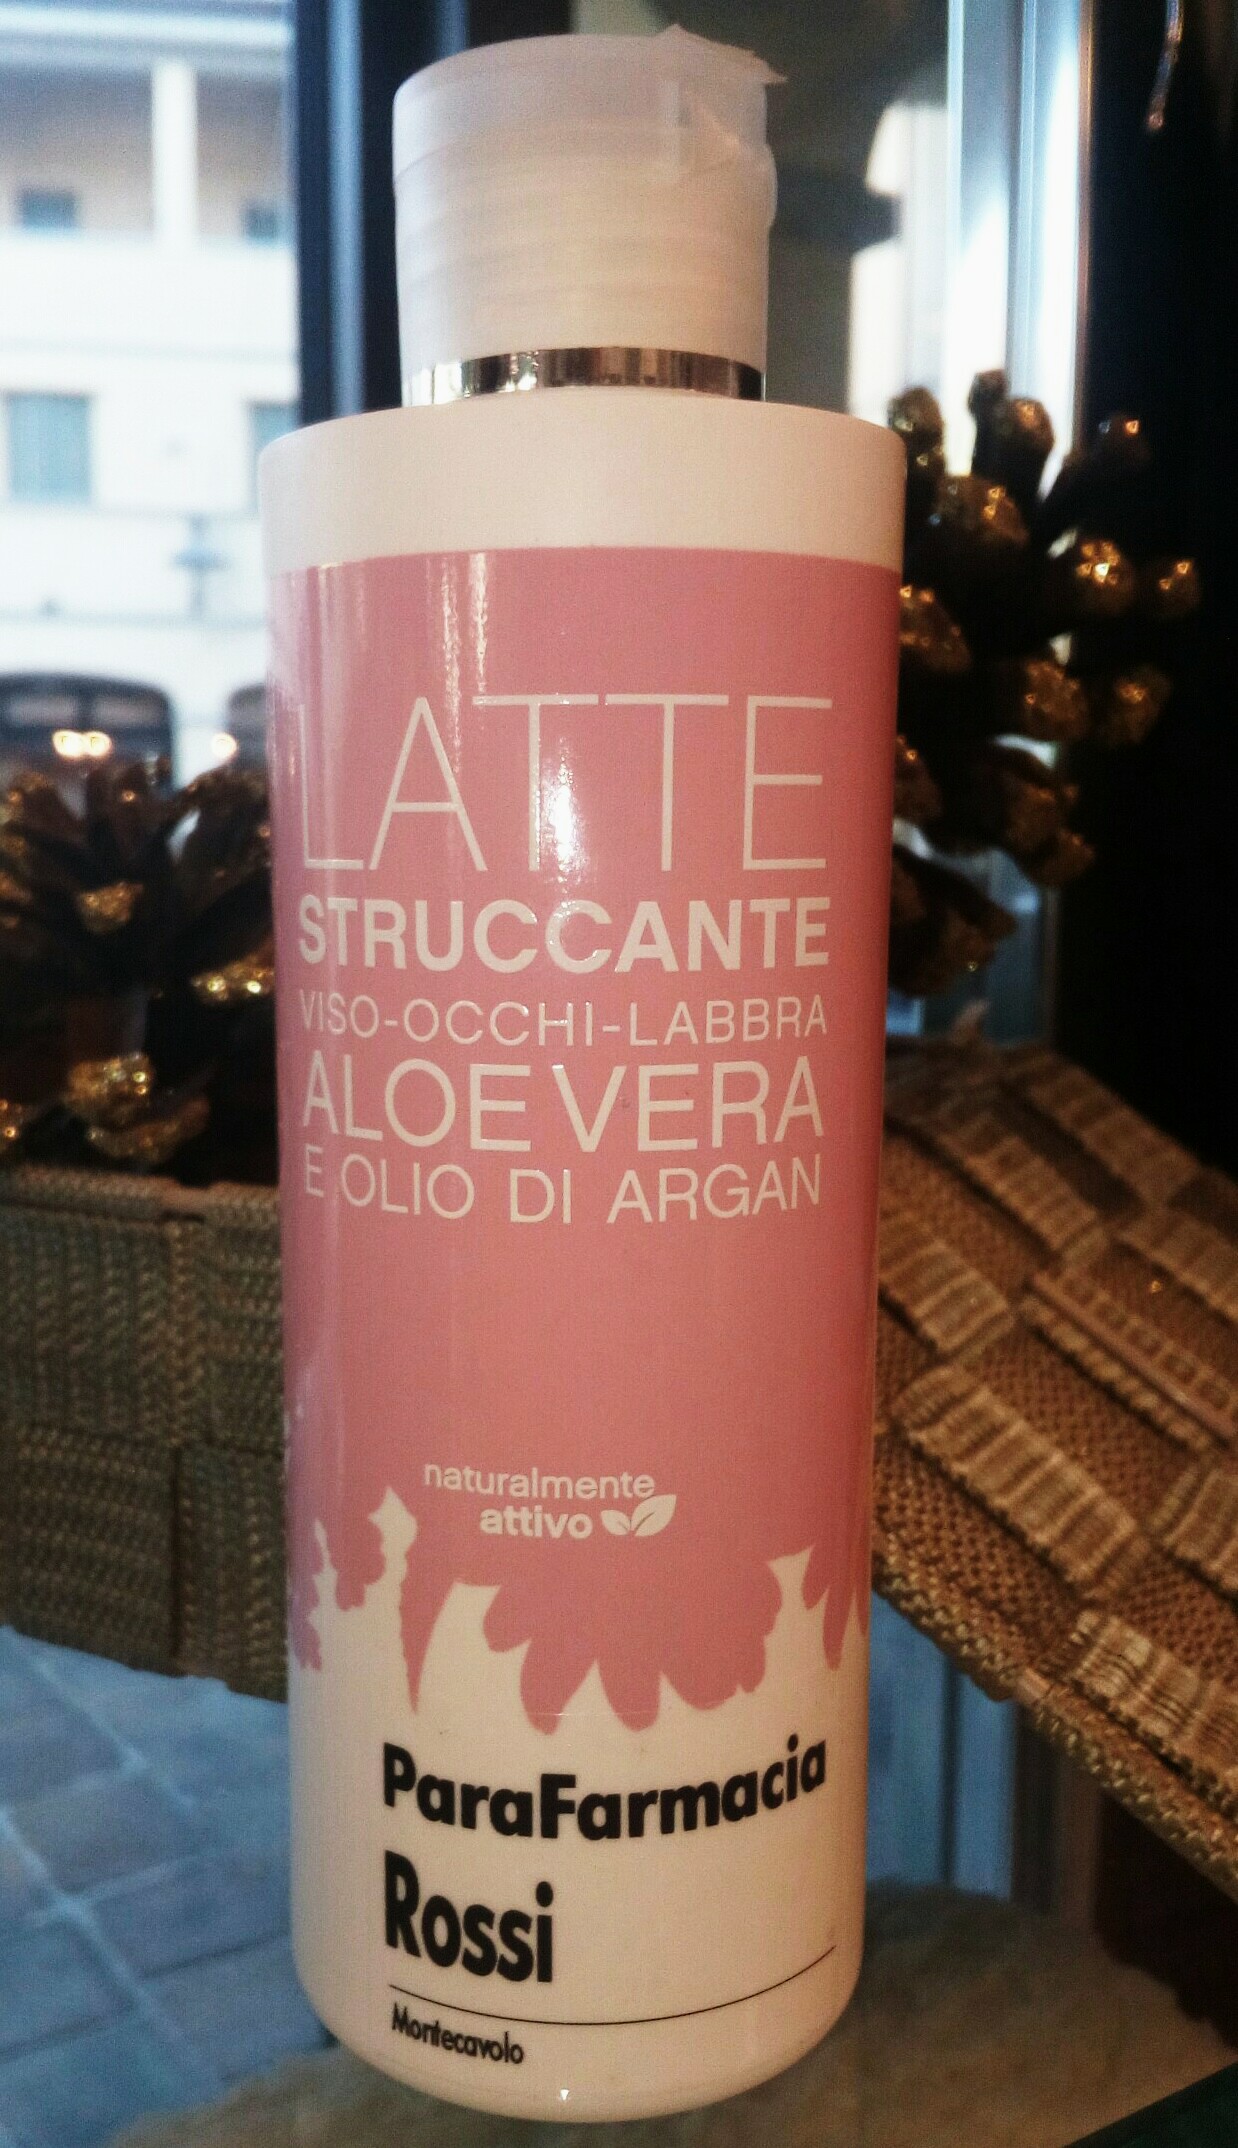 LATTE
STRUCCANTE
VISO-OCCHI-LABBRA
ALOE VERA
E OLIO DI ARGAN
naturalmente
attivo
ParaFarmacia
Rossi
Montecavolo